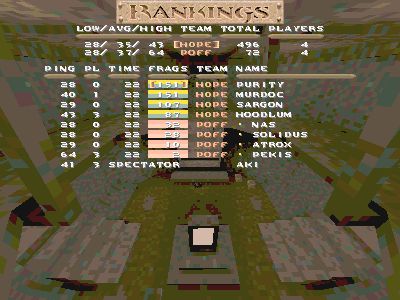 RANKINGS
LOW/AVG/HIGH TEAM TOTAL PLAYERS
28/ 35/ 43 [HOPE] 496 4
28/ 37/ 64 POFF 72 4
PING PL TIME FRAGS TEAM NAME
28 0 22 [151] HOPE PURITY
40 1 22 151 HOPE MURDOC
29 0 22 107 HOPE SARGON
43 3 22 87 HOPE HOODLUM
28 0 22 32 POFF • NAS
28 0 22 28 POFF • SOLIDUS
29 0 22 10 POFF • ATROX
64 3 22 2 POFF • PEKIS
41 3 SPECTATOR AKI